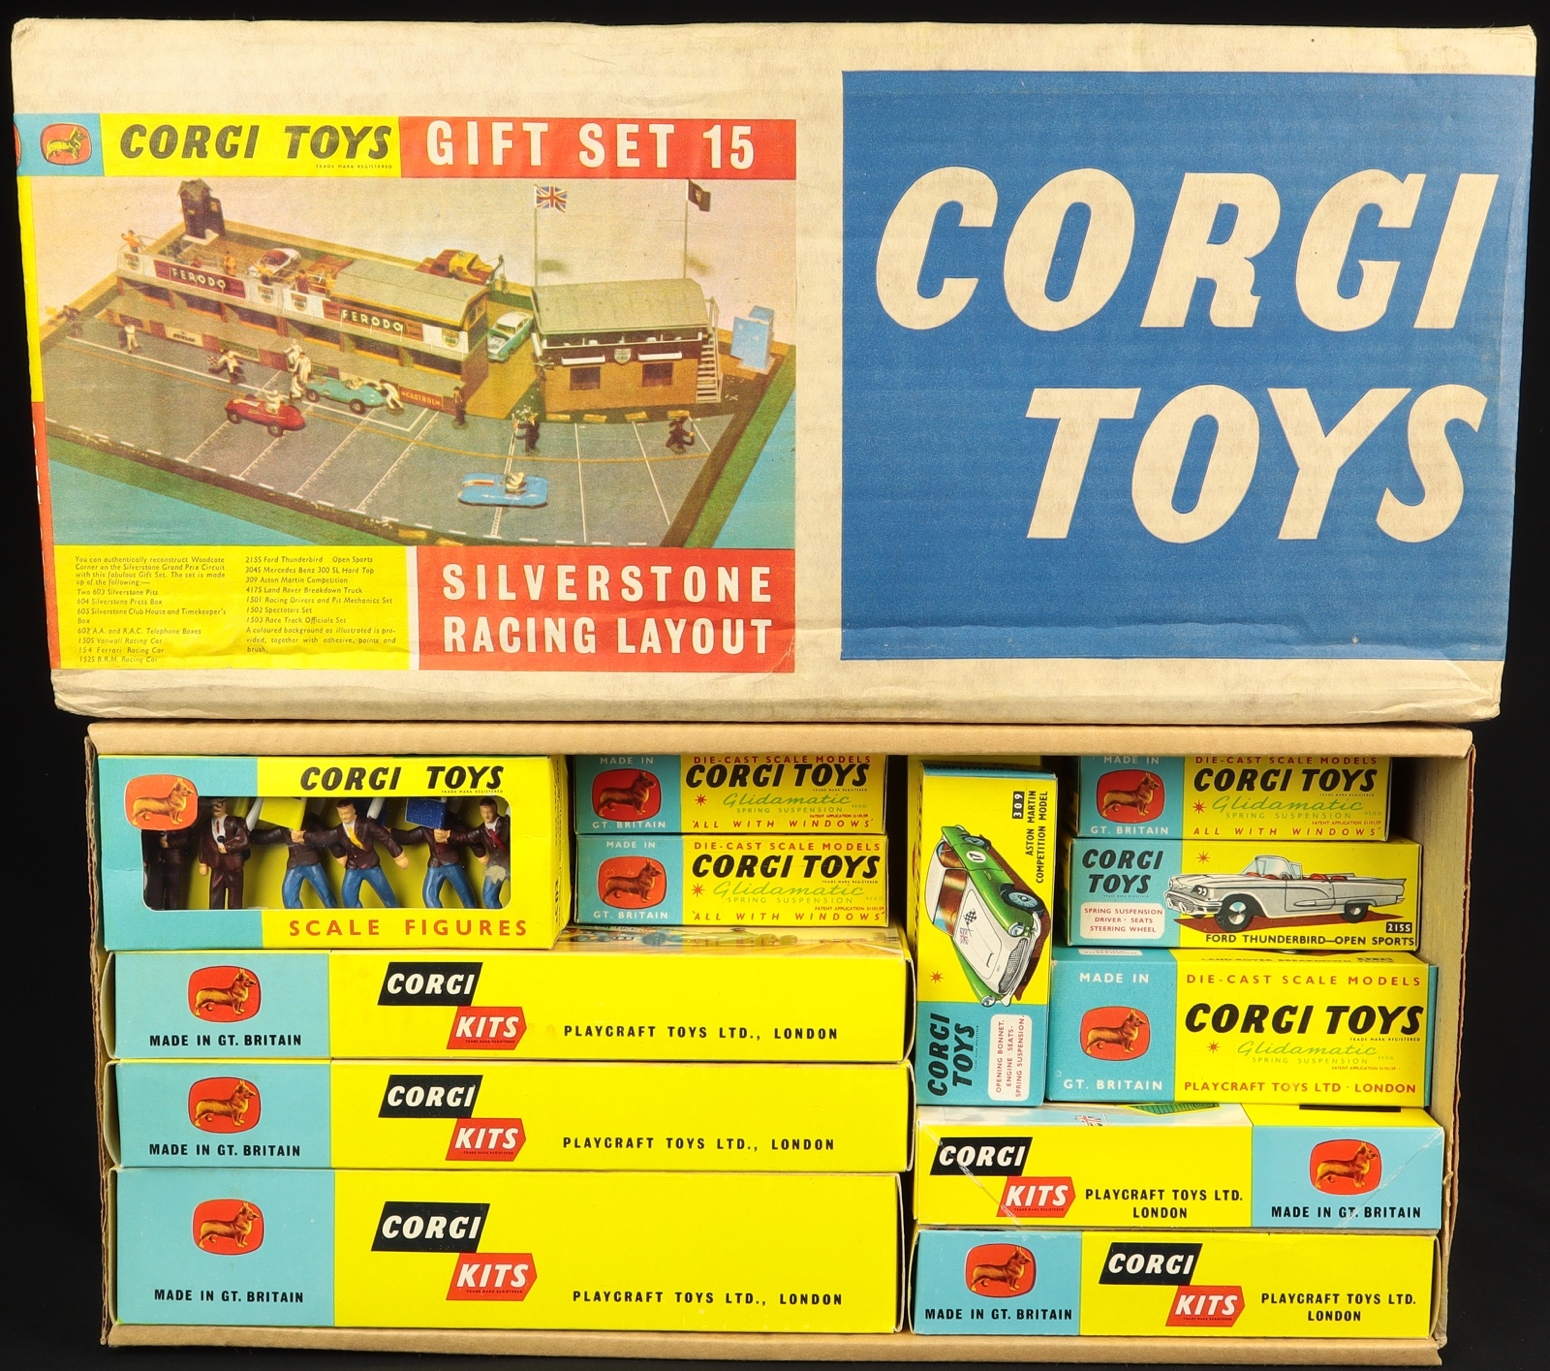 CORGI TOYS
TRADE MARK REGISTERED
GIFT SET 15
FERODO
FERODO
CASTROL
You can authentically reconstruct Woodcote
Corner on the Silverstone Grand Prix Circuit
with this fabulous Gift Set. The set is made
up of the following:—
Two 603 Silverstone Pits
604 Silverstone Press Box
605 Silverstone Club House and Timekeeper's
Box
602 A.A. and R.A.C. Telephone Boxes
150S Vanwall Racing Car
154 Ferrari Racing Car
152S B.R.M. Racing Car
215S Ford Thunderbird Open Sports
304S Mercedes Benz 300 SL Hard Top
309 Aston Martin Competition
417S Land Rover Breakdown Truck
1501 Racing Drivers and Pit Mechanics Set
1502 Spectators Set
1503 Race Track Officials Set
A coloured background as illustrated is pro-
vided, together with adhesive, paints and
brush.
SILVERSTONE
RACING LAYOUT
CORGI
TOYS
CORGI TOYS
TRADE MARK REGISTERED
SCALE FIGURES
MADE IN
GT. BRITAIN
DIE-CAST SCALE MODELS
CORGI TOYS
Glidamatic
SPRING SUSPENSION
'ALL WITH WINDOWS'
MADE IN
GT. BRITAIN
DIE-CAST SCALE MODELS
CORGI TOYS
Glidamatic
SPRING SUSPENSION
'ALL WITH WINDOWS'
309
ASTON MARTIN
COMPETITION MODEL
CORGI
TOYS
OPENING BONNET.
ENGINE SEATS.
SPRING SUSPENSION.
MADE IN
GT. BRITAIN
DIE-CAST SCALE MODELS
CORGI TOYS
Glidamatic
SPRING SUSPENSION
'ALL WITH WINDOWS'
CORGI
TOYS
SPRING SUSPENSION
DRIVER · SEATS
STEERING WHEEL
215S
FORD THUNDERBIRD—OPEN SPORTS
MADE IN
GT. BRITAIN
DIE-CAST SCALE MODELS
CORGI TOYS
TRADE MARK REGISTERED
Glidamatic
SPRING SUSPENSION
PLAYCRAFT TOYS LTD · LONDON
MADE IN GT. BRITAIN
CORGI
KITS
PLAYCRAFT TOYS LTD., LONDON
MADE IN GT. BRITAIN
CORGI
KITS
PLAYCRAFT TOYS LTD., LONDON
MADE IN GT. BRITAIN
CORGI
KITS
PLAYCRAFT TOYS LTD., LONDON
CORGI
KITS
PLAYCRAFT TOYS LTD.
LONDON
MADE IN GT. BRITAIN
MADE IN GT. BRITAIN
CORGI
KITS
PLAYCRAFT TOYS LTD.
LONDON